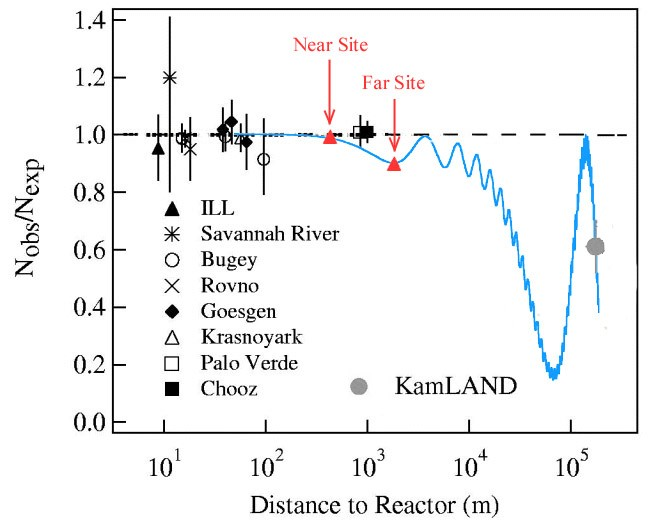 1.4
1.2
1.0
0.8
0.6
0.4
0.2
0.0
Nobs/Nexp
Near Site
Far Site
ILL
Savannah River
Bugey
Rovno
Goesgen
Krasnoyark
Palo Verde
Chooz
KamLAND
10¹ 10² 10³ 10⁴ 10⁵
Distance to Reactor (m)